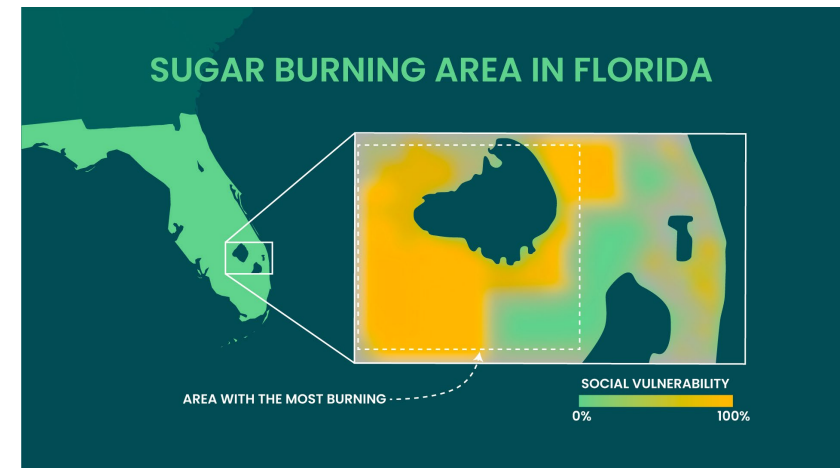 SUGAR BURNING AREA IN FLORIDA
AREA WITH THE MOST BURNING
SOCIAL VULNERABILITY
0% 100%